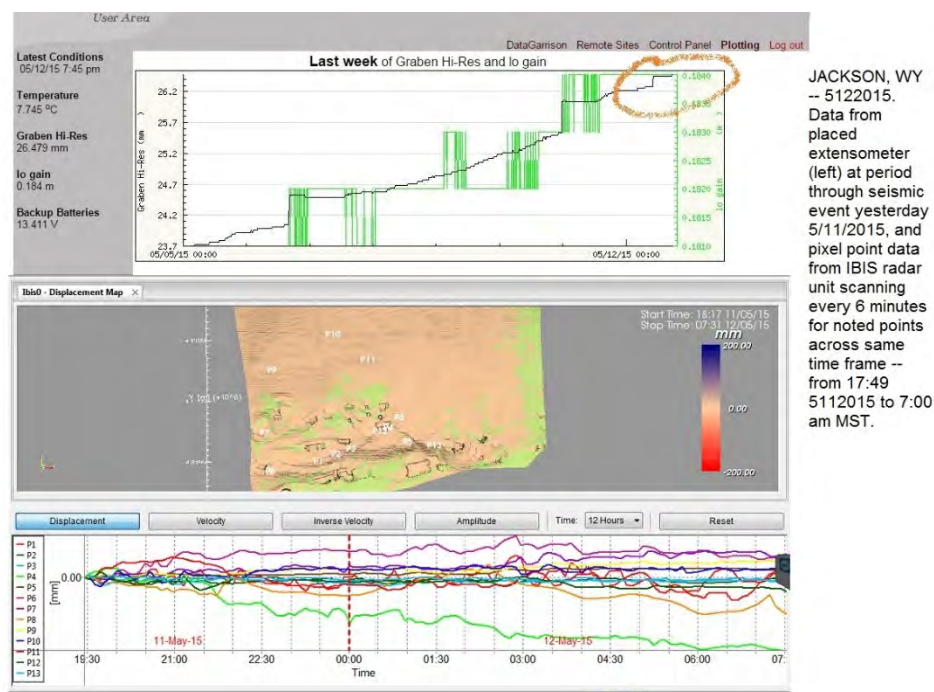 User Area
DataGarrison Remote Sites Control Panel Plotting Log out
Latest Conditions
05/12/15 7:45 pm
Temperature
7.745 ºC
Graben Hi-Res
26.479 mm
lo gain
0.184 m
Backup Batteries
13.411 V
Last week of Graben Hi-Res and lo gain
Graben Hi-Res (mm )
26.2
25.7
25.2
24.7
24.2
23.7
05/05/15 00:00
05/12/15 00:00
0.1840
0.1835
0.1830
0.1825
0.1820
0.1815
0.1810
lo gain
JACKSON, WY
-- 5122015.
Data from
placed
extensometer
(left) at period
through seismic
event yesterday
5/11/2015, and
pixel point data
from IBIS radar
unit scanning
every 6 minutes
for noted points
across same
time frame --
from 17:49
5112015 to 7:00
am MST.
Ibis0 - Displacement Map ×
Start Time: 18:17 11/05/15
Stop Time: 07:31 12/05/15
mm
200.00
0.00
-200.00
P10
P11
P9
Displacement
Velocity
Inverse Velocity
Amplitude
Time:
12 Hours
Reset
P1
P2
P3
P4
P5
P6
P7
P8
P9
P10
P11
P12
P13
[mm]
0.00
11-May-15
12-May-15
19:30
21:00
22:30
00:00
01:30
03:00
04:30
06:00
07:
Time